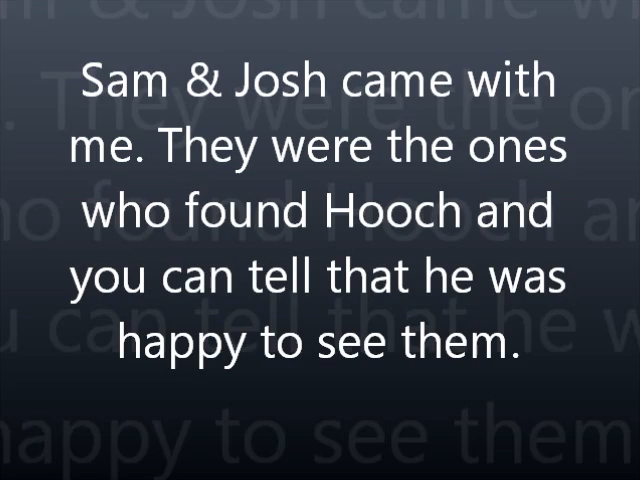 Sam & Josh came with
me. They were the ones
who found Hooch and
you can tell that he was
happy to see them.